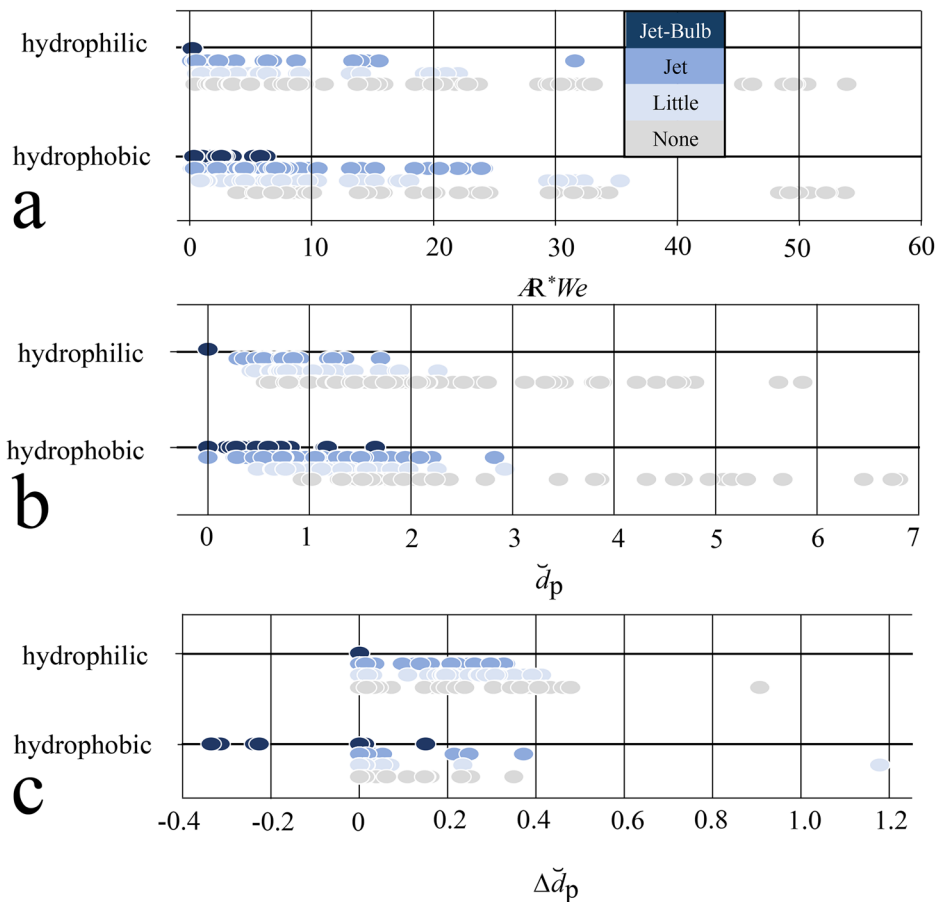 hydrophilic
Jet-Bulb
Jet
Little
None
hydrophobic
a
0 10 20 30 40 50 60
ÆR*We
hydrophilic
hydrophobic
b
0 1 2 3 4 5 6 7
d̆p
hydrophilic
hydrophobic
c
-0.4 -0.2 0 0.2 0.4 0.6 0.8 1.0 1.2
Δd̆p